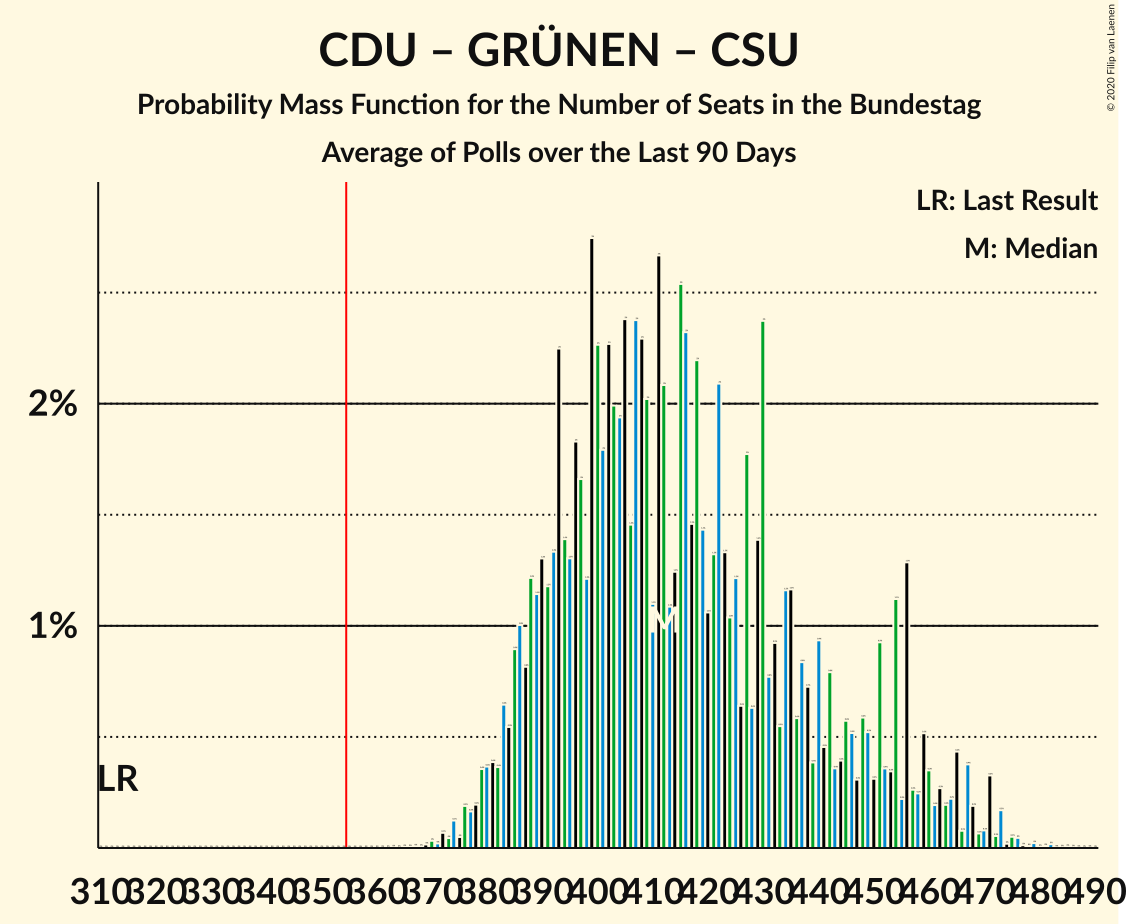 CDU – GRÜNEN – CSU
Probability Mass Function for the Number of Seats in the Bundestag
Average of Polls over the Last 90 Days
© 2020 Filip van Laenen
LR: Last Result
M: Median
2%
1%
LR
M
310 320 330 340 350 360 370 380 390 400 410 420 430 440 450 460 470 480 490